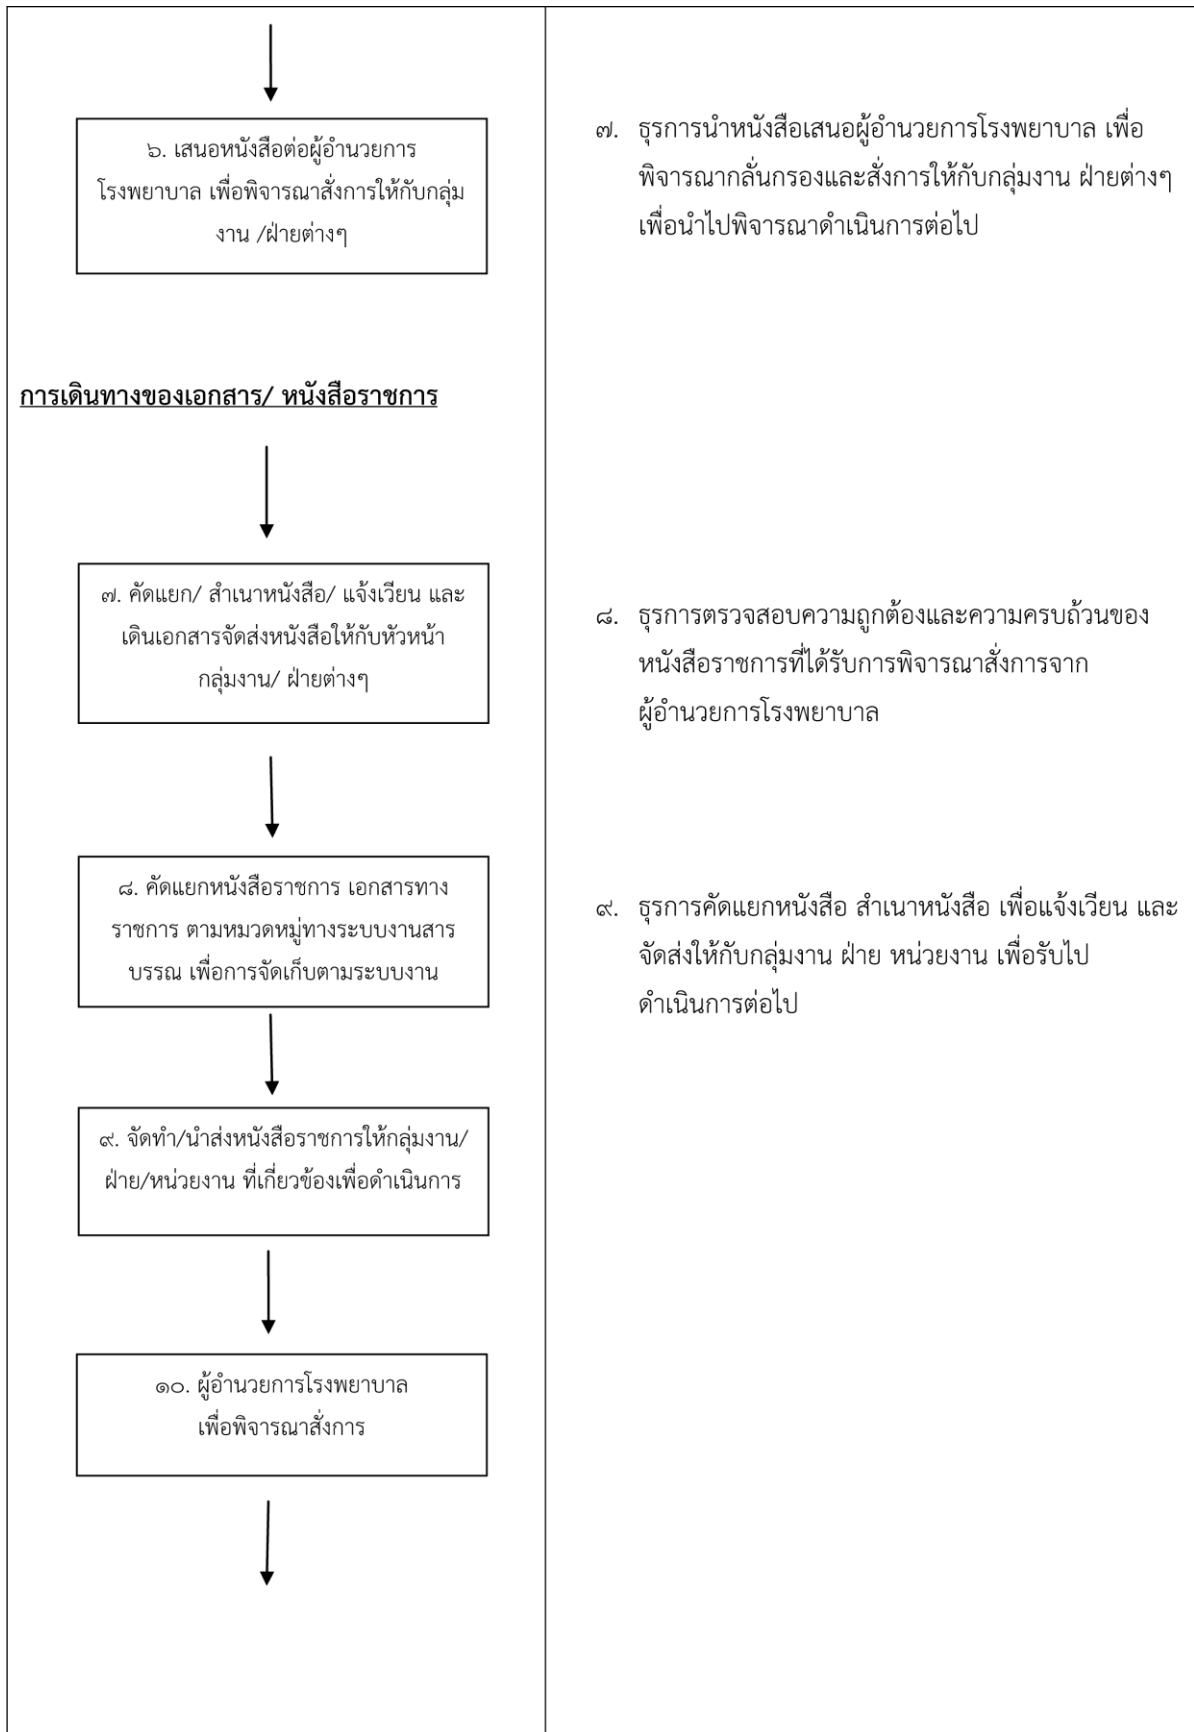 ๖. เสนอหนังสือต่อผู้อำนวยการ
โรงพยาบาล เพื่อพิจารณาสั่งการให้กับกลุ่ม
งาน /ฝ่ายต่างๆ
๗. ธุรการนำหนังสือเสนอผู้อำนวยการโรงพยาบาล เพื่อ
พิจารณากลั่นกรองและสั่งการให้กับกลุ่มงาน ฝ่ายต่างๆ
เพื่อนำไปพิจารณาดำเนินการต่อไป
การเดินทางของเอกสาร/ หนังสือราชการ
๗. คัดแยก/ สำเนาหนังสือ/ แจ้งเวียน และ
เดินเอกสารจัดส่งหนังสือให้กับหัวหน้า
กลุ่มงาน/ ฝ่ายต่างๆ
๘. ธุรการตรวจสอบความถูกต้องและความครบถ้วนของ
หนังสือราชการที่ได้รับการพิจารณาสั่งการจาก
ผู้อำนวยการโรงพยาบาล
๘. คัดแยกหนังสือราชการ เอกสารทาง
ราชการ ตามหมวดหมู่ทางระบบงานสาร
บรรณ เพื่อการจัดเก็บตามระบบงาน
๙. ธุรการคัดแยกหนังสือ สำเนาหนังสือ เพื่อแจ้งเวียน และ
จัดส่งให้กับกลุ่มงาน ฝ่าย หน่วยงาน เพื่อรับไป
ดำเนินการต่อไป
๙. จัดทำ/นำส่งหนังสือราชการให้กลุ่มงาน/
ฝ่าย/หน่วยงาน ที่เกี่ยวข้องเพื่อดำเนินการ
๑๐. ผู้อำนวยการโรงพยาบาล
เพื่อพิจารณาสั่งการ